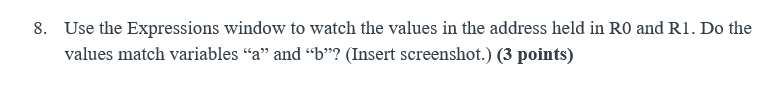 8. Use the Expressions window to watch the values in the address held in R0 and R1. Do the
values match variables “a” and “b”? (Insert screenshot.) (3 points)